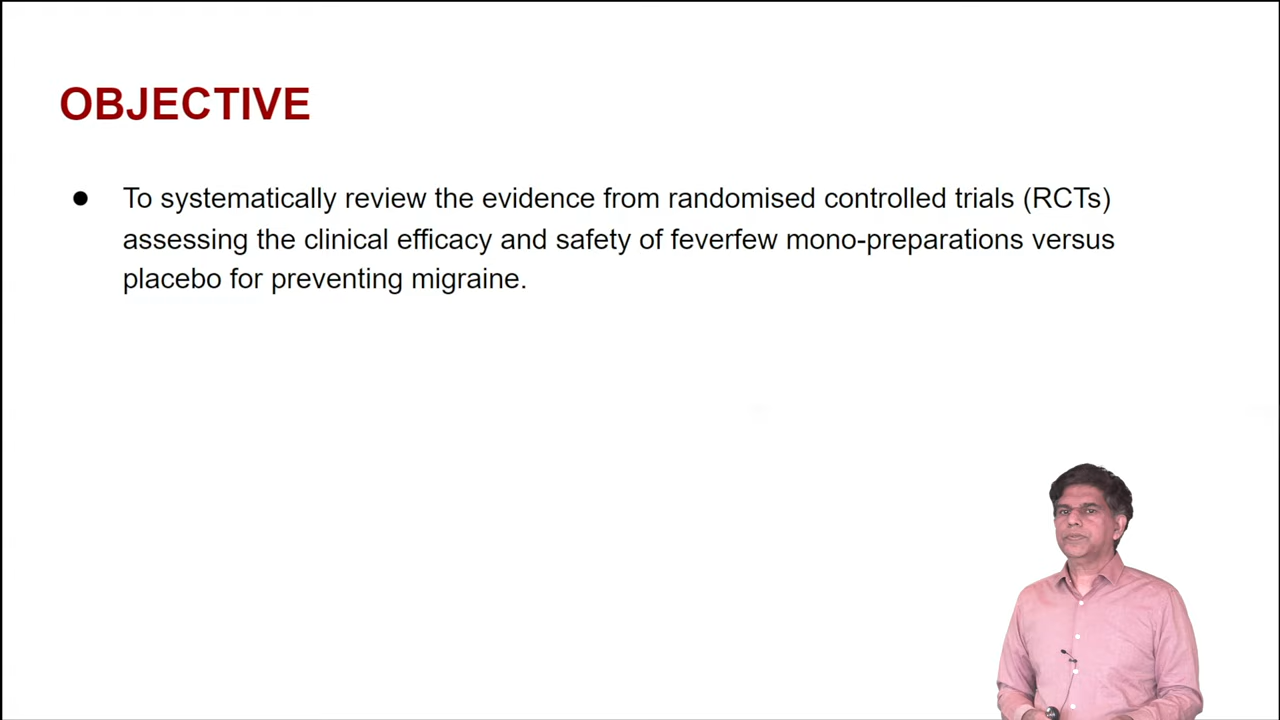 OBJECTIVE
● To systematically review the evidence from randomised controlled trials (RCTs)
assessing the clinical efficacy and safety of feverfew mono-preparations versus
placebo for preventing migraine.